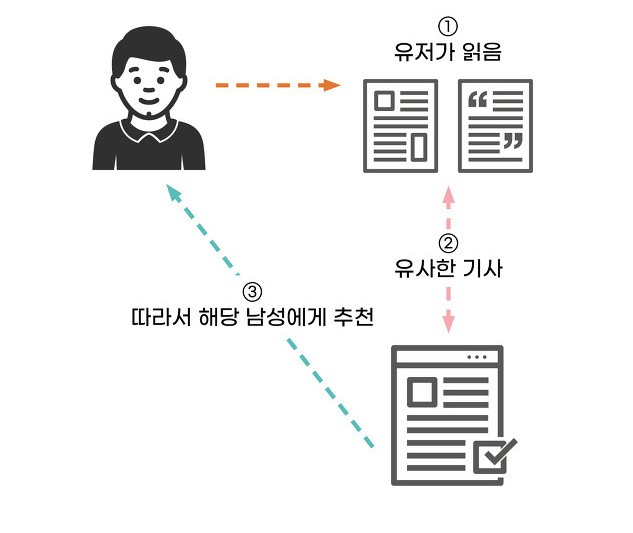 ①
유저가 읽음
②
유사한 기사
③
따라서 해당 남성에게 추천